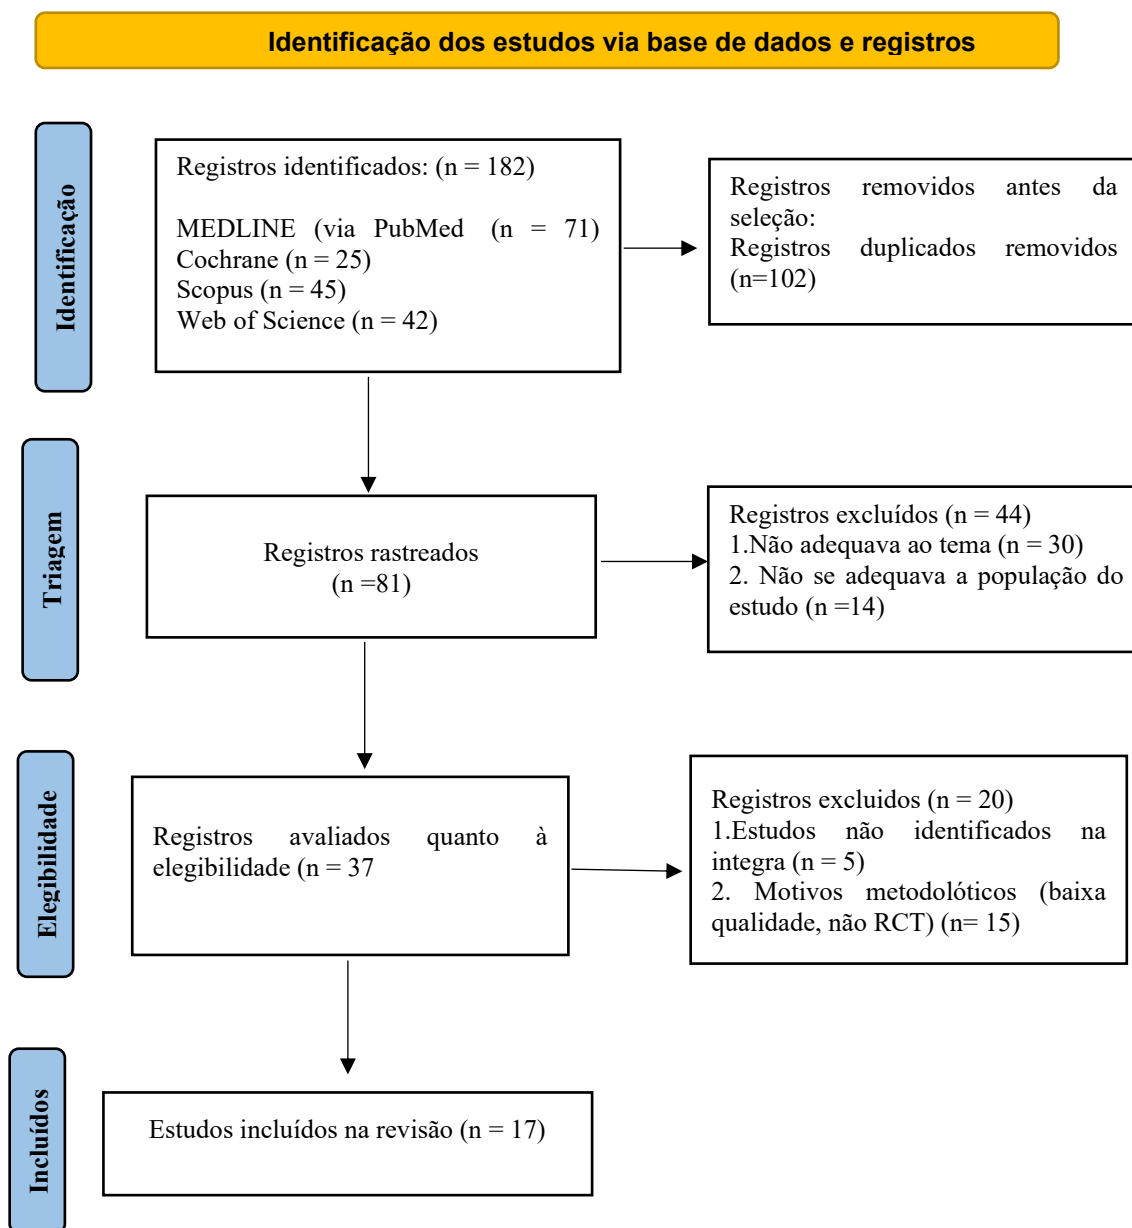 Identificação dos estudos via base de dados e registros
Identificação
Registros identificados: (n = 182)
MEDLINE (via PubMed (n = 71)
Cochrane (n = 25)
Scopus (n = 45)
Web of Science (n = 42)
Registros removidos antes da
seleção:
Registros duplicados removidos
(n=102)
Triagem
Registros rastreados
(n =81)
Registros excluídos (n = 44)
1.Não adequava ao tema (n = 30)
2. Não se adequava a população do
estudo (n =14)
Elegibilidade
Registros avaliados quanto à
elegibilidade (n = 37
Registros excluidos (n = 20)
1.Estudos não identificados na
integra (n = 5)
2. Motivos metodolóticos (baixa
qualidade, não RCT) (n= 15)
Incluídos
Estudos incluídos na revisão (n = 17)